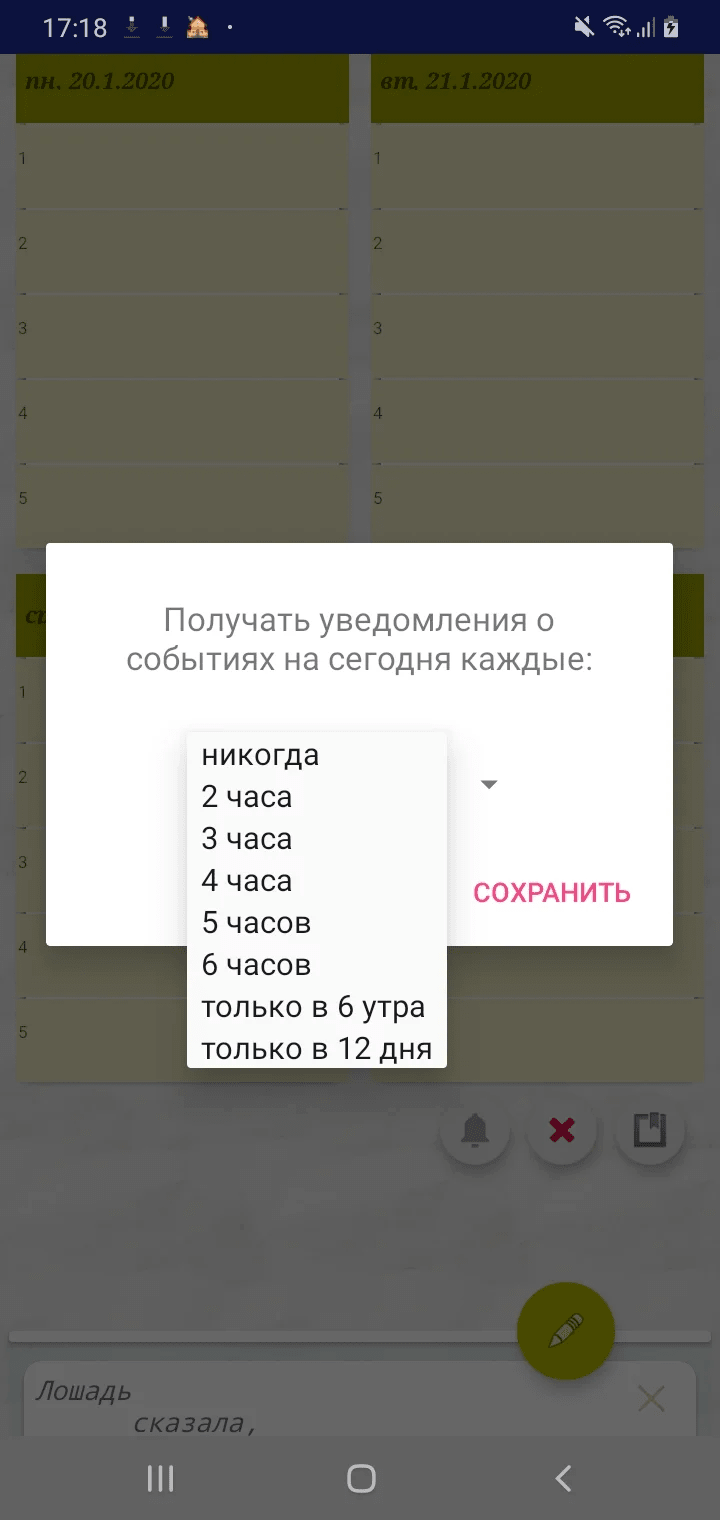 17:18
пн. 20.1.2020
вт. 21.1.2020
1
1
2
2
3
3
4
4
5
5
Получать уведомления о
событиях на сегодня каждые:
1
2
никогда
2 часа
3 часа
3
4 часа
СОХРАНИТЬ
5 часов
4
6 часов
только в 6 утра
5
только в 12 дня
Лошадь
сказала,